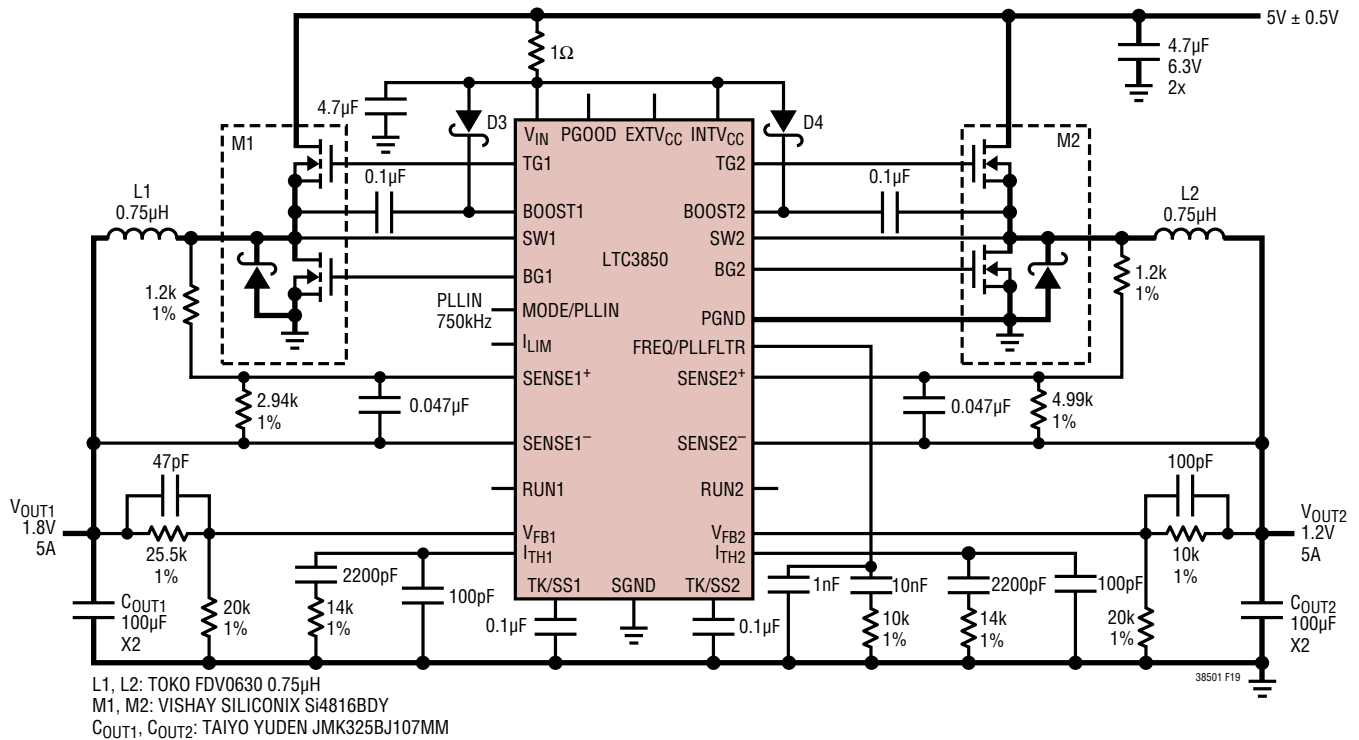 5V ± 0.5V
1Ω
4.7µF
6.3V
2x
4.7µF
D3
D4
M1
M2
V_IN
PGOOD
EXTV_CC
INTV_CC
TG1
TG2
0.1µF
0.1µF
L1
0.75µH
L2
0.75µH
BOOST1
BOOST2
SW1
SW2
LTC3850
BG1
BG2
1.2k
1%
1.2k
1%
PLLIN
750kHz
MODE/PLLIN
PGND
I_LIM
FREQ/PLLFLTR
SENSE1+
SENSE2+
2.94k
1%
0.047µF
0.047µF
4.99k
1%
SENSE1–
SENSE2–
47pF
100pF
RUN1
RUN2
V_OUT1
1.8V
5A
V_OUT2
1.2V
5A
25.5k
1%
10k
1%
V_FB1
V_FB2
I_TH1
I_TH2
2200pF
100pF
1nF
10nF
2200pF
100pF
TK/SS1
SGND
TK/SS2
C_OUT1
100µF
X2
20k
1%
14k
1%
0.1µF
0.1µF
10k
1%
14k
1%
20k
1%
C_OUT2
100µF
X2
38501 F19
L1, L2: TOKO FDV0630 0.75µH
M1, M2: VISHAY SILICONIX Si4816BDY
C_OUT1, C_OUT2: TAIYO YUDEN JMK325BJ107MM